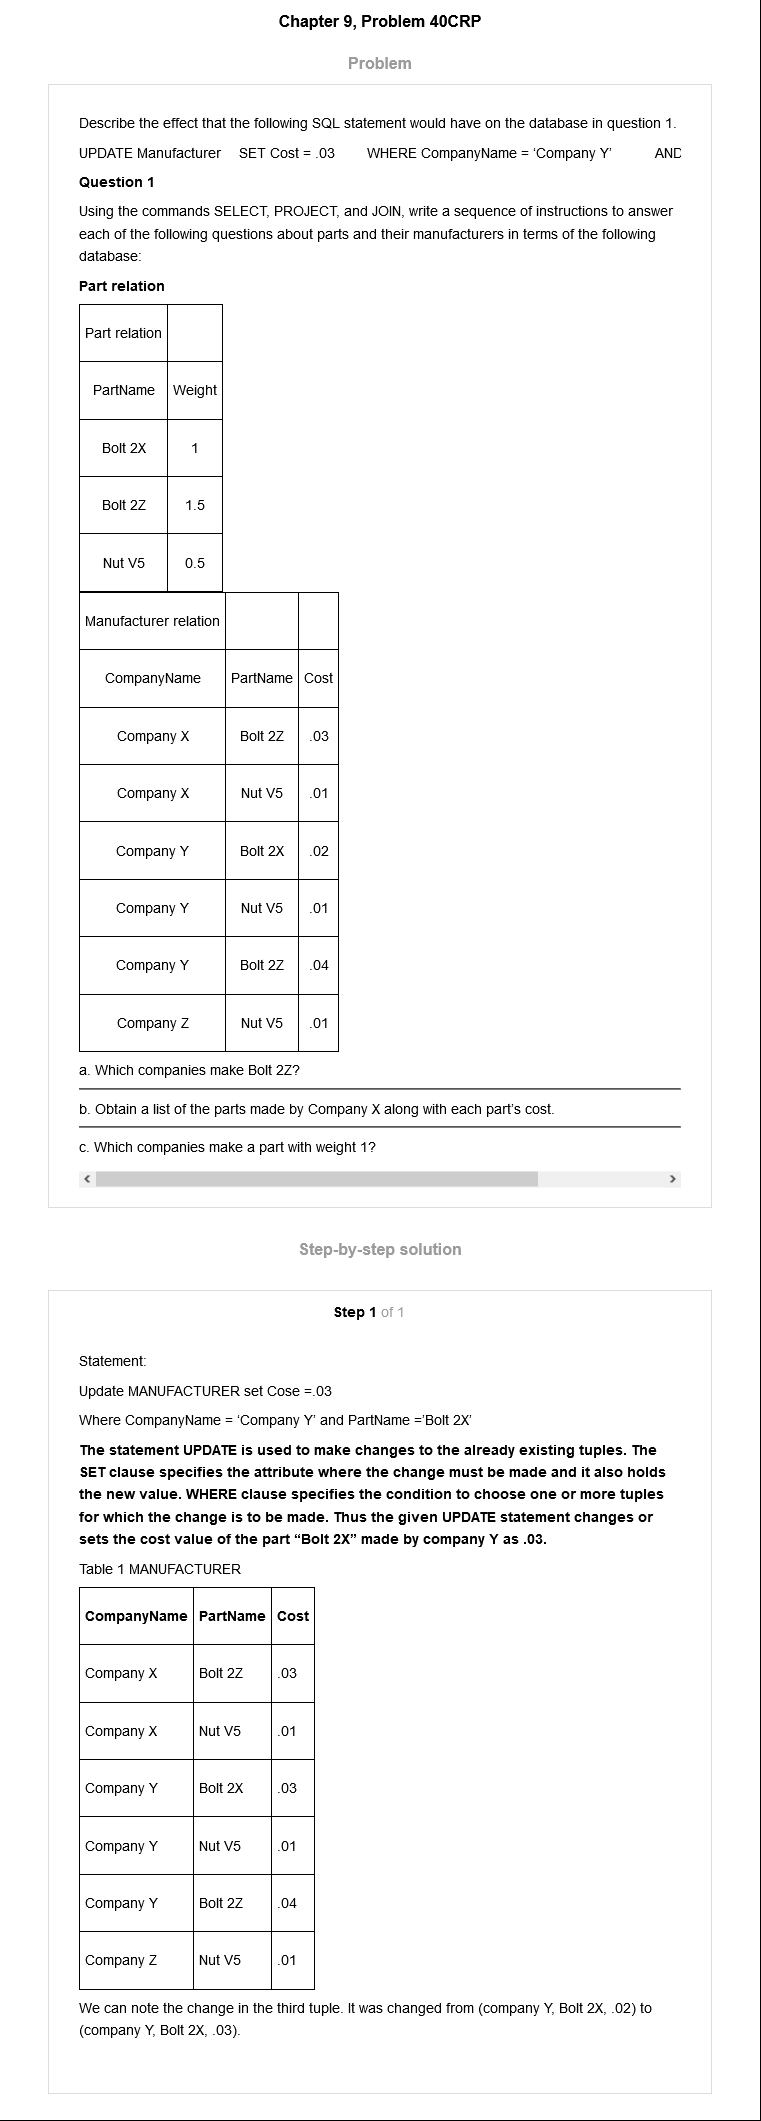 Chapter 9, Problem 40CRP
Problem
Describe the effect that the following SQL statement would have on the database in question 1.
UPDATE Manufacturer SET Cost = .03 WHERE CompanyName = ‘Company Y’ AND
Question 1
Using the commands SELECT, PROJECT, and JOIN, write a sequence of instructions to answer
each of the following questions about parts and their manufacturers in terms of the following
database:
Part relation
Part relation
PartName Weight
Bolt 2X 1
Bolt 2Z 1.5
Nut V5 0.5
Manufacturer relation
CompanyName PartName Cost
Company X Bolt 2Z .03
Company X Nut V5 .01
Company Y Bolt 2X .02
Company Y Nut V5 .01
Company Y Bolt 2Z .04
Company Z Nut V5 .01
a. Which companies make Bolt 2Z?
b. Obtain a list of the parts made by Company X along with each part’s cost.
c. Which companies make a part with weight 1?
Step-by-step solution
Step 1 of 1
Statement:
Update MANUFACTURER set Cose =.03
Where CompanyName = ‘Company Y’ and PartName =’Bolt 2X’
The statement UPDATE is used to make changes to the already existing tuples. The
SET clause specifies the attribute where the change must be made and it also holds
the new value. WHERE clause specifies the condition to choose one or more tuples
for which the change is to be made. Thus the given UPDATE statement changes or
sets the cost value of the part “Bolt 2X” made by company Y as .03.
Table 1 MANUFACTURER
CompanyName PartName Cost
Company X Bolt 2Z .03
Company X Nut V5 .01
Company Y Bolt 2X .03
Company Y Nut V5 .01
Company Y Bolt 2Z .04
Company Z Nut V5 .01
We can note the change in the third tuple. It was changed from (company Y, Bolt 2X, .02) to
(company Y, Bolt 2X, .03).